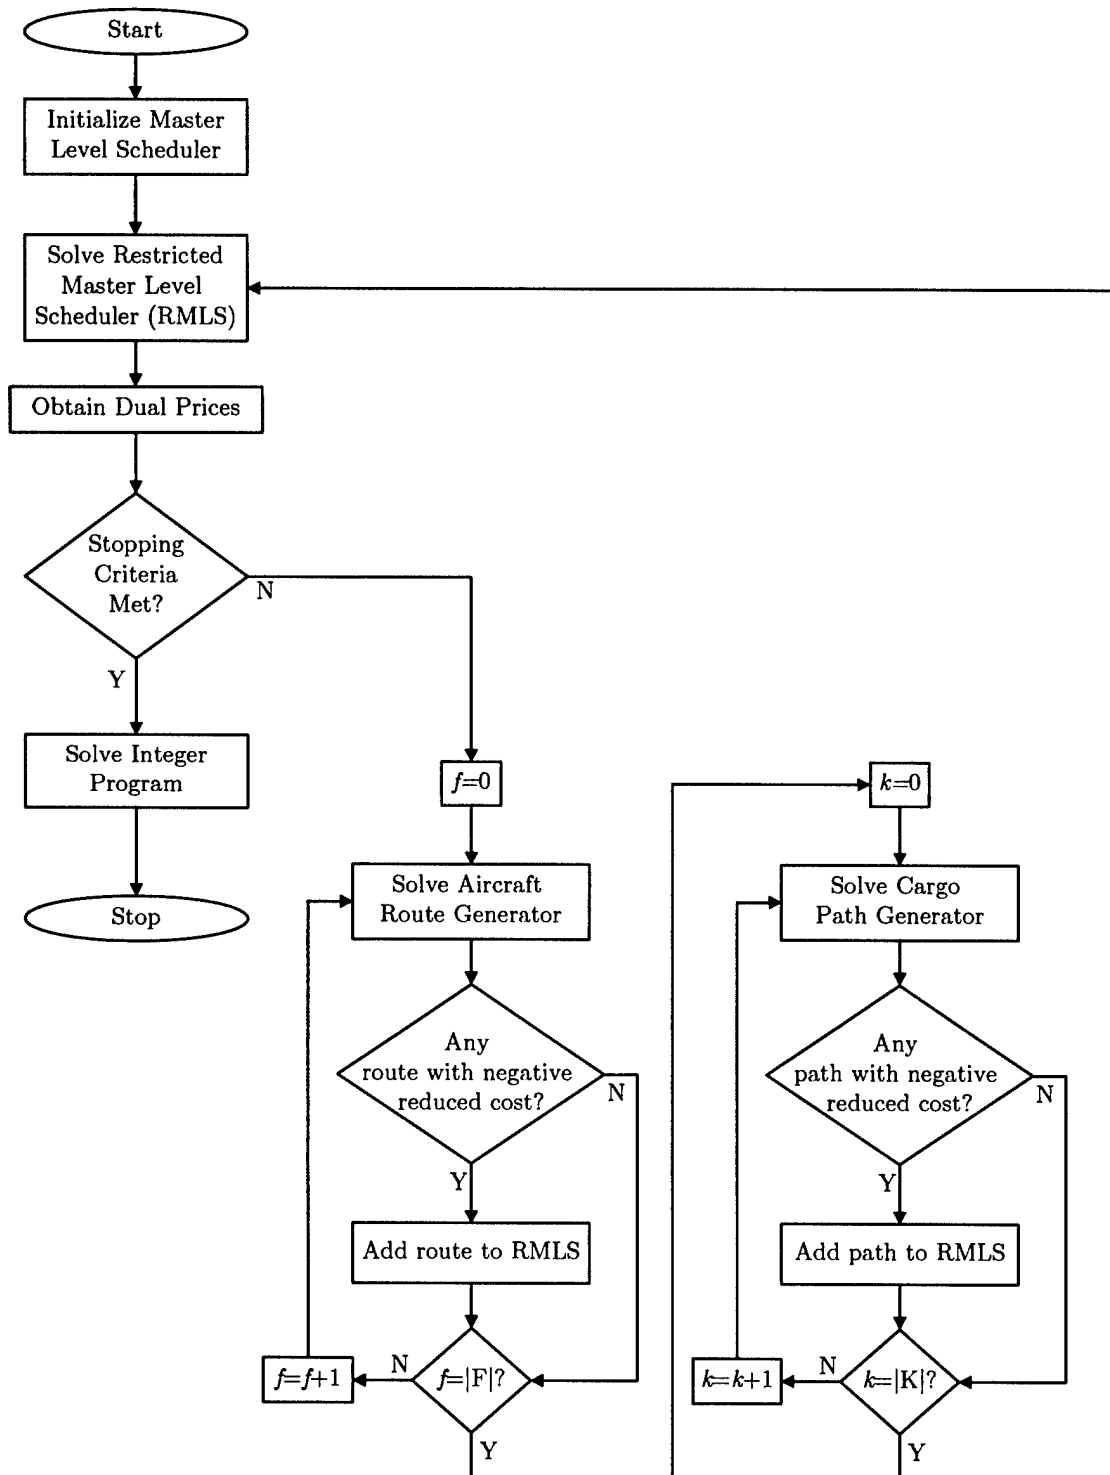 Start
Initialize Master
Level Scheduler
Solve Restricted
Master Level
Scheduler (RMLS)
Obtain Dual Prices
Stopping
Criteria
Met?
N
Y
Solve Integer
Program
Stop
f=0
Solve Aircraft
Route Generator
Any
route with negative
reduced cost?
N
Y
Add route to RMLS
f=|F|?
N
f=f+1
Y
k=0
Solve Cargo
Path Generator
Any
path with negative
reduced cost?
N
Y
Add path to RMLS
k=|K|?
N
k=k+1
Y